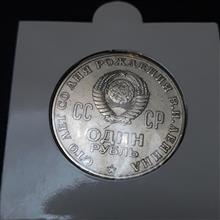 СТО ЛЕТ СО ДНЯ РОЖДЕНИЯ В.И.ЛЕНИНА
СС СР
ОДИН
РУБЛЬ